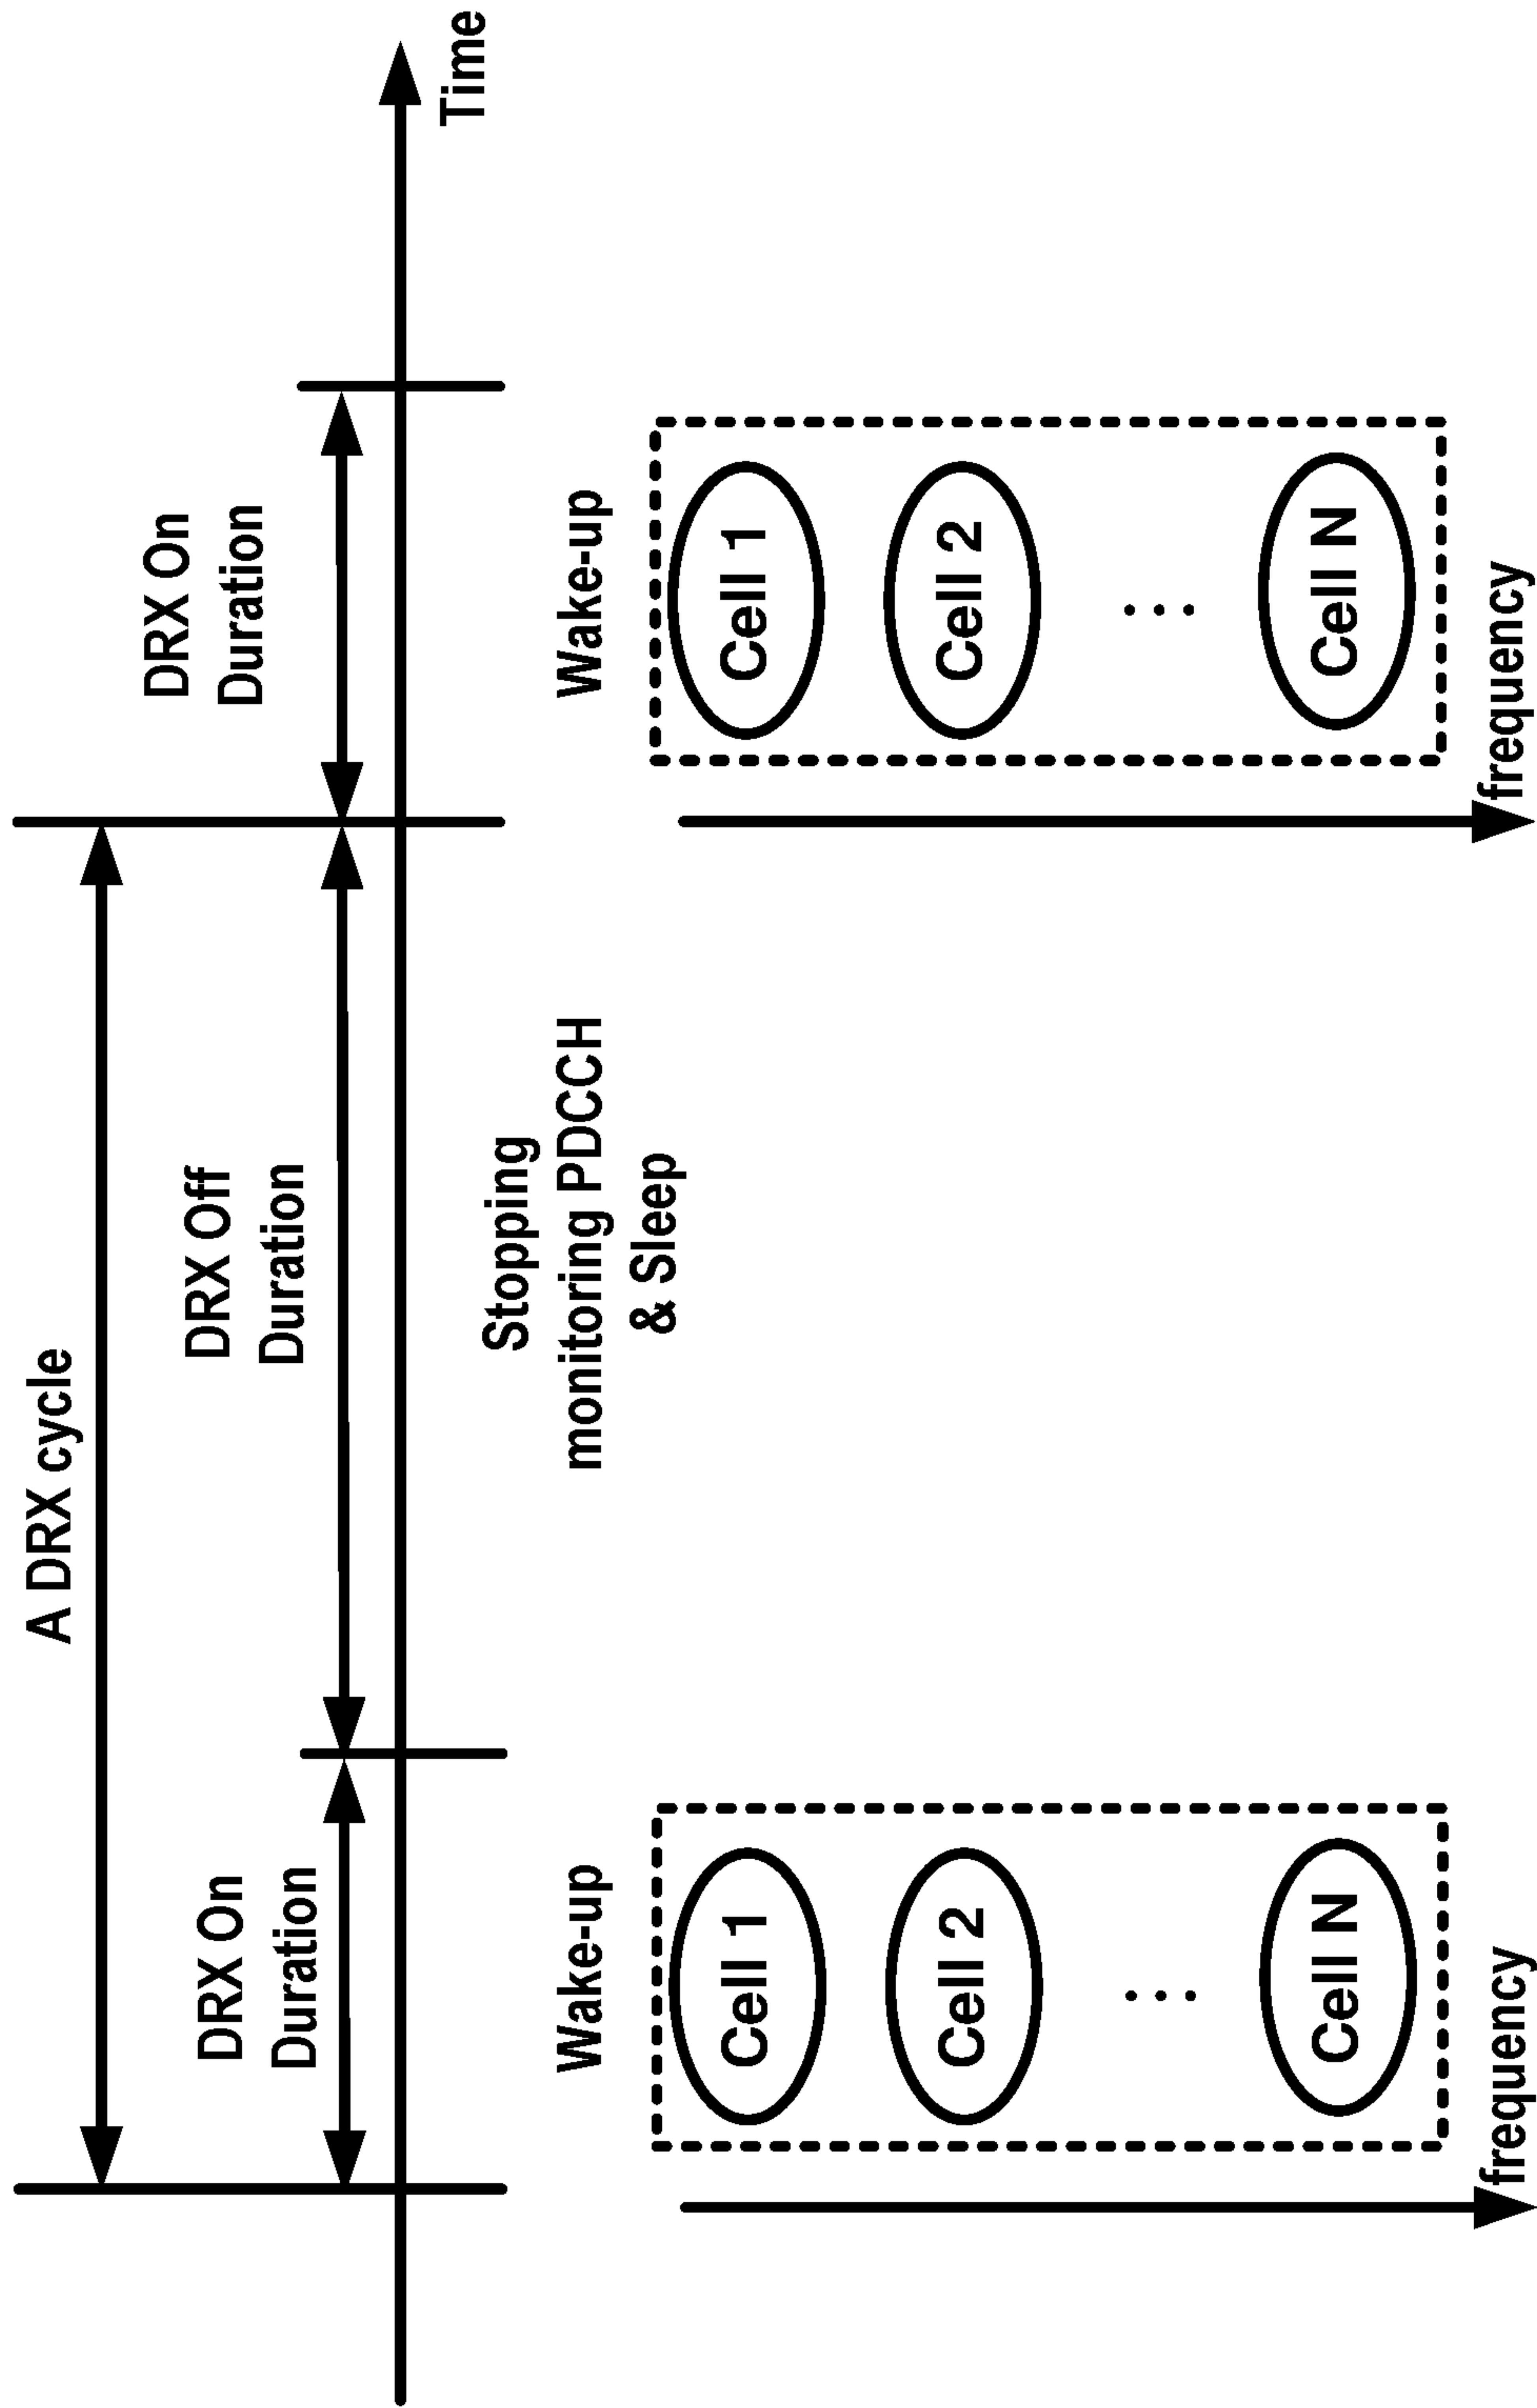 A DRX cycle
DRX On
Duration
DRX Off
Duration
DRX On
Duration
Time
Wake-up
Stopping
monitoring PDCCH
& Sleep
Wake-up
Cell 1
Cell 2
...
Cell N
frequency
Cell 1
Cell 2
...
Cell N
frequency